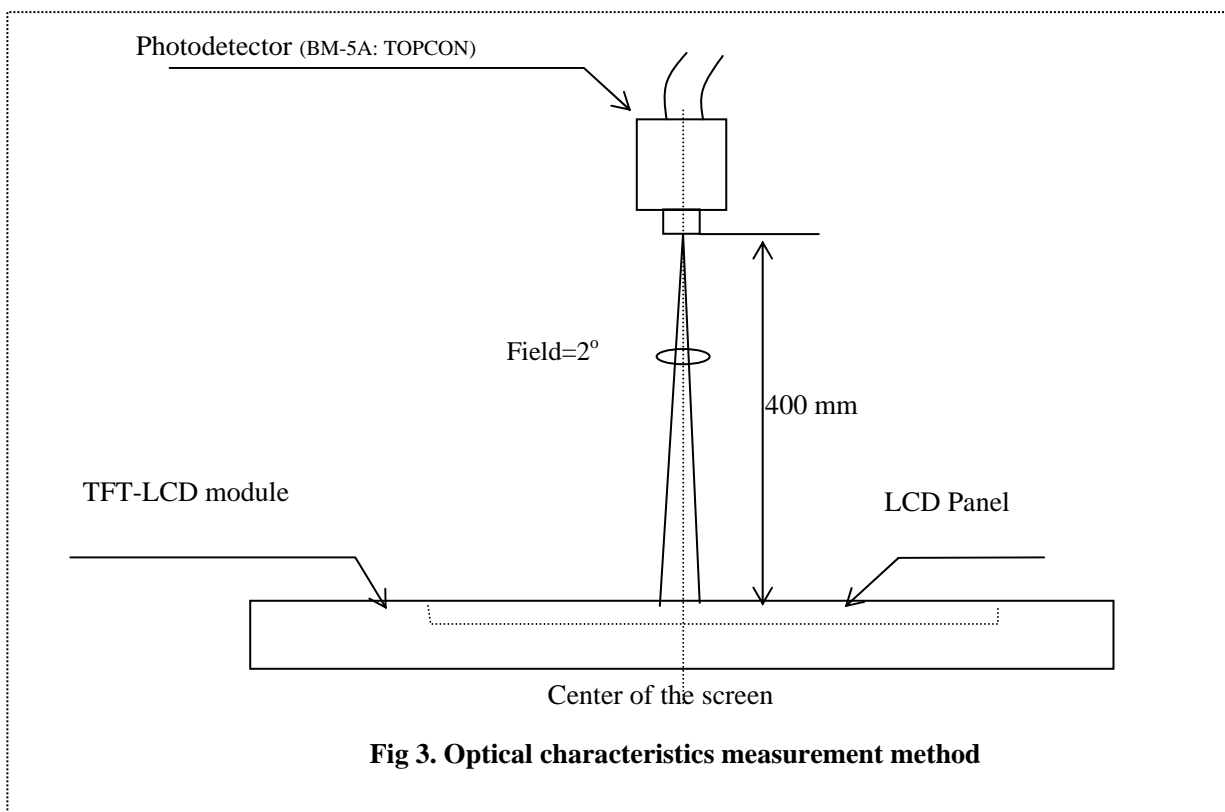 Photodetector (BM-5A: TOPCON)
Field=2°
400 mm
TFT-LCD module
LCD Panel
Center of the screen
Fig 3. Optical characteristics measurement method